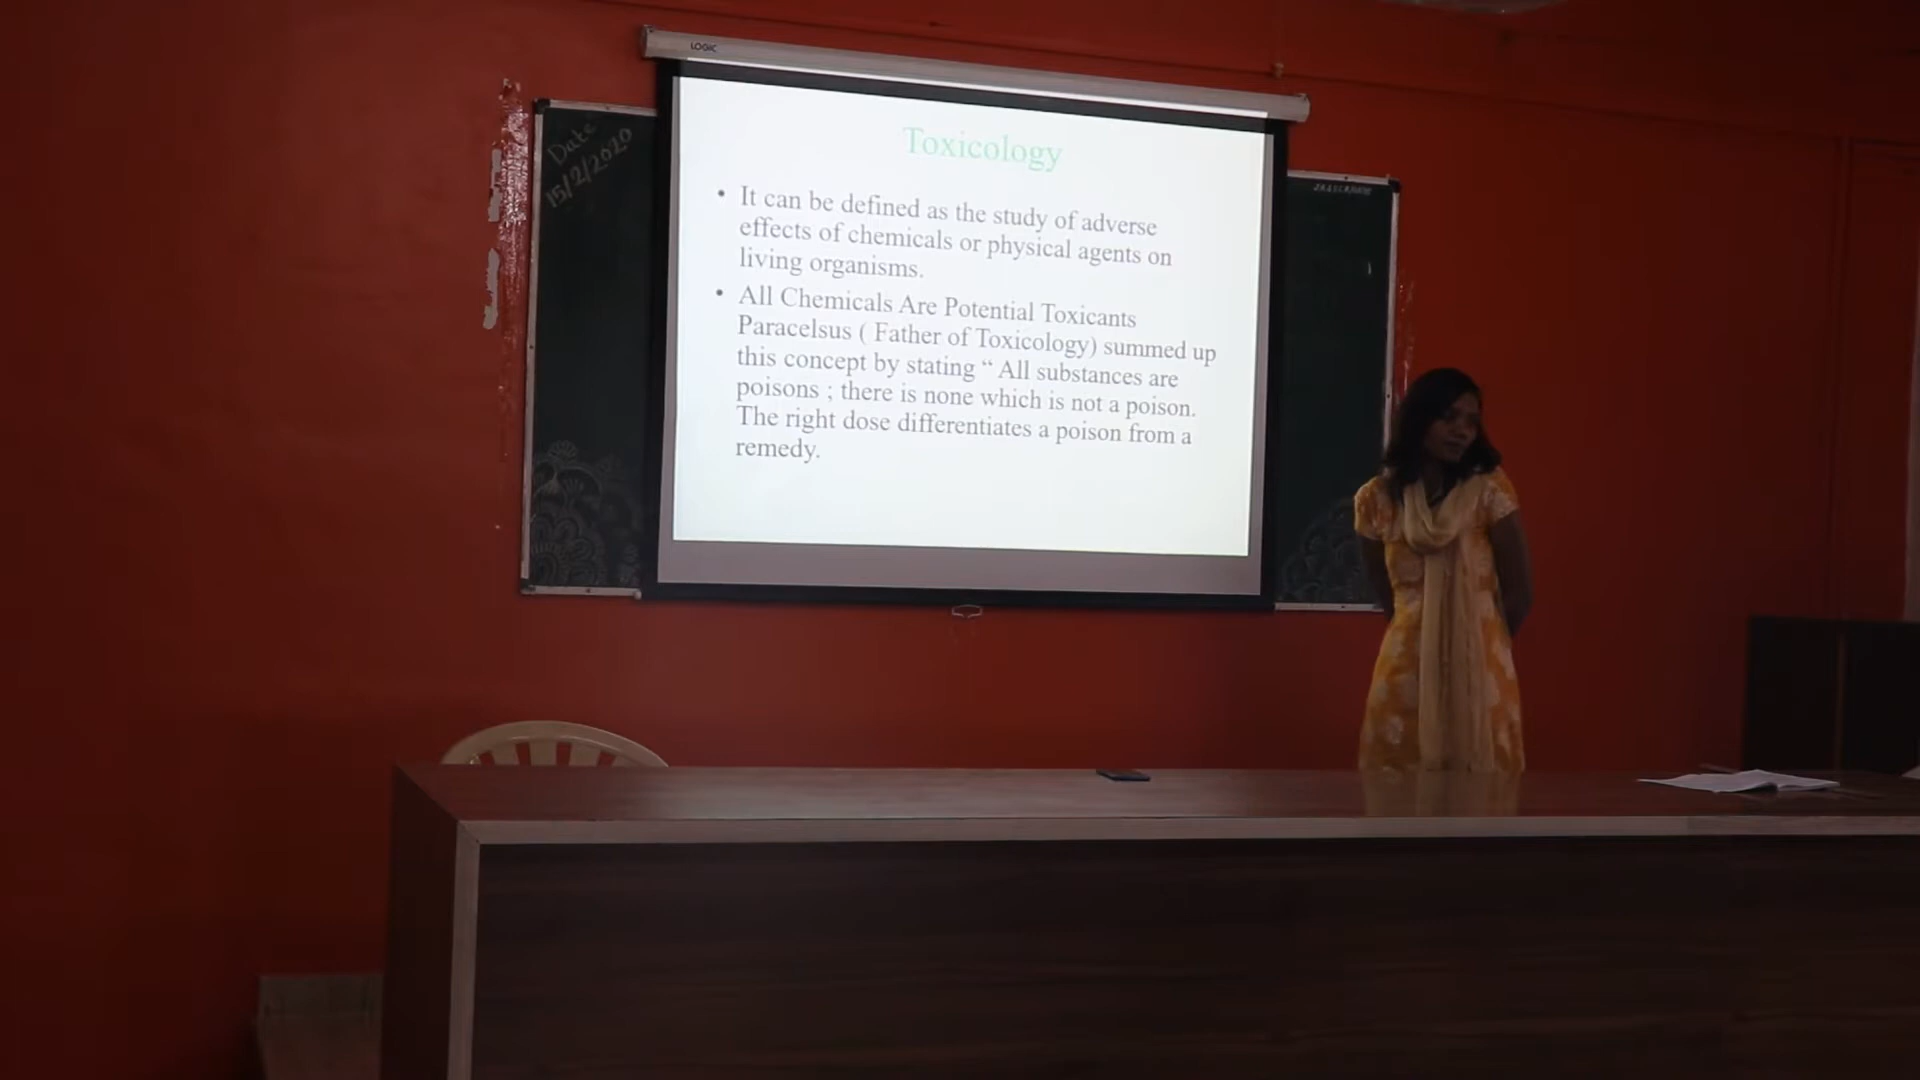 LOGIC
Date
15/2/2020
Toxicology
• It can be defined as the study of adverse
effects of chemicals or physical agents on
living organisms.
• All Chemicals Are Potential Toxicants
Paracelsus ( Father of Toxicology) summed up
this concept by stating “ All substances are
poisons ; there is none which is not a poison.
The right dose differentiates a poison from a
remedy.